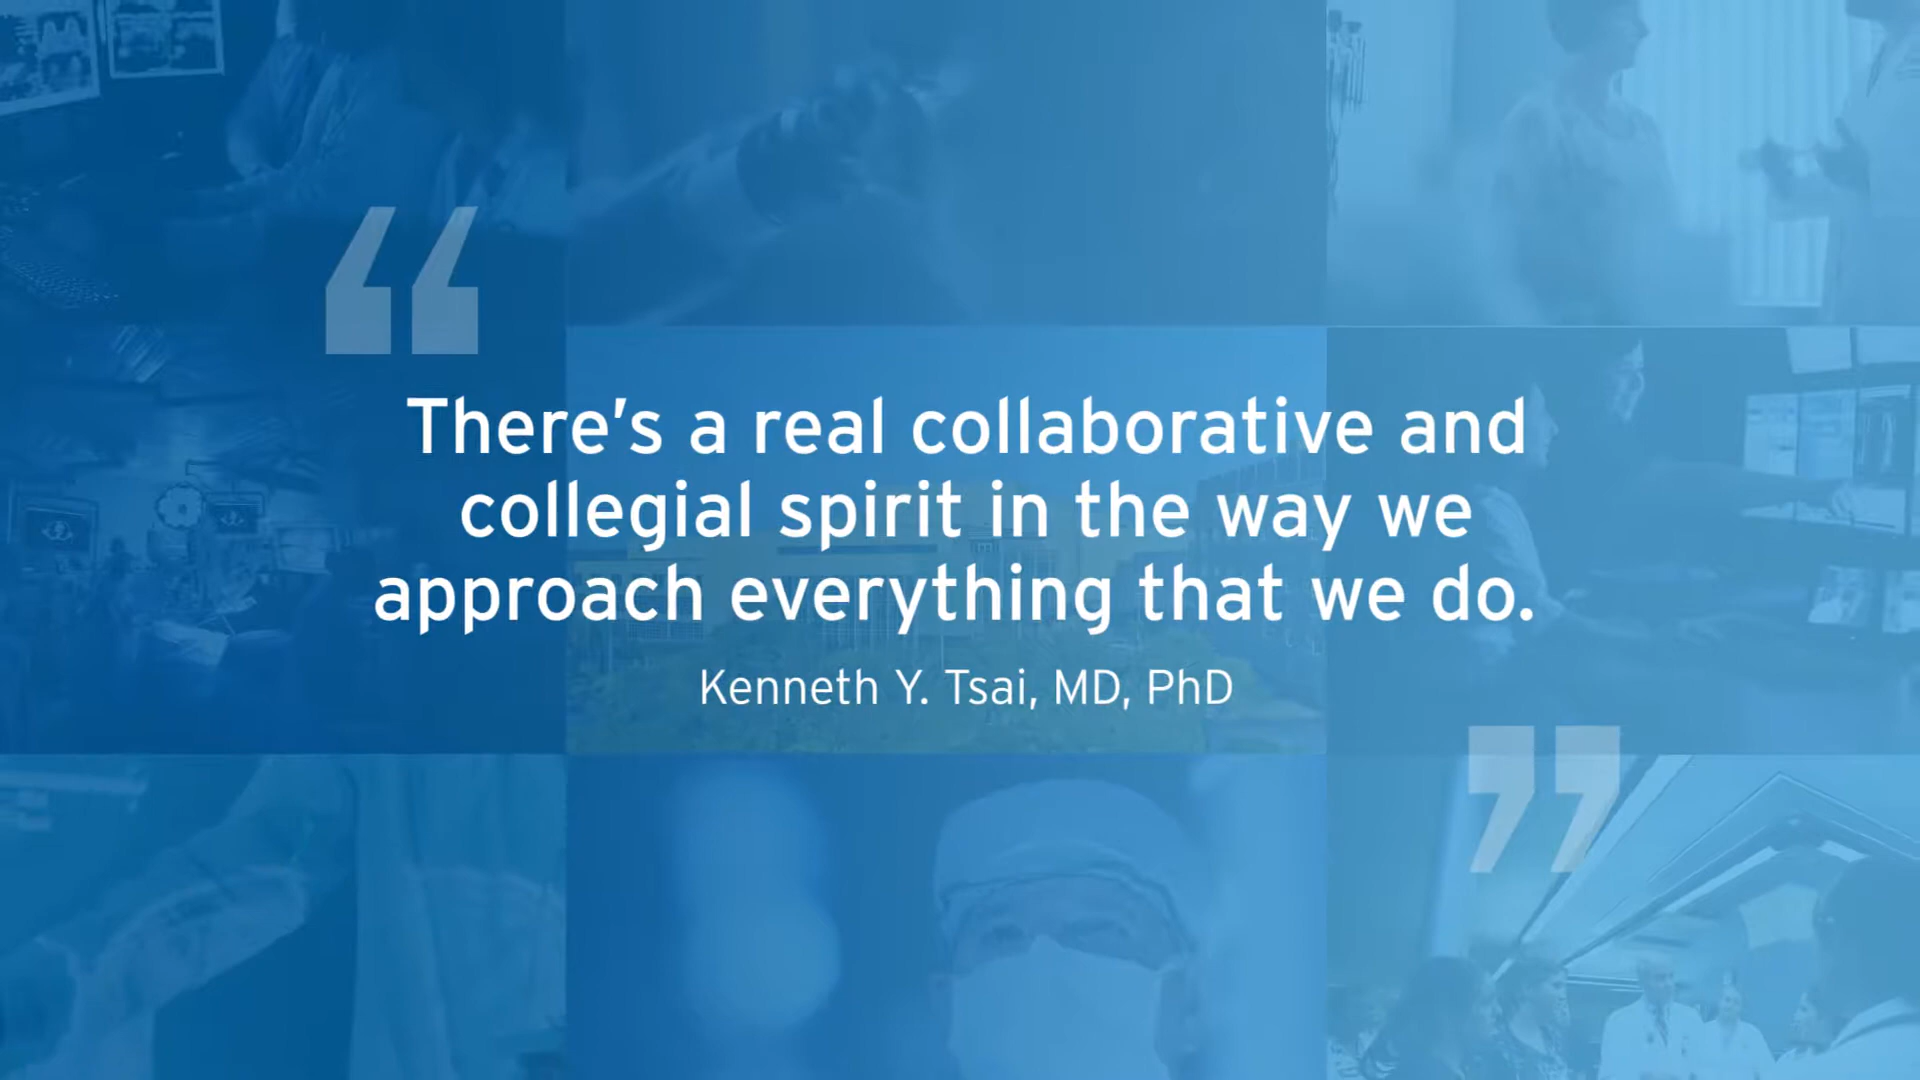 “
There’s a real collaborative and
collegial spirit in the way we
approach everything that we do.
Kenneth Y. Tsai, MD, PhD
”